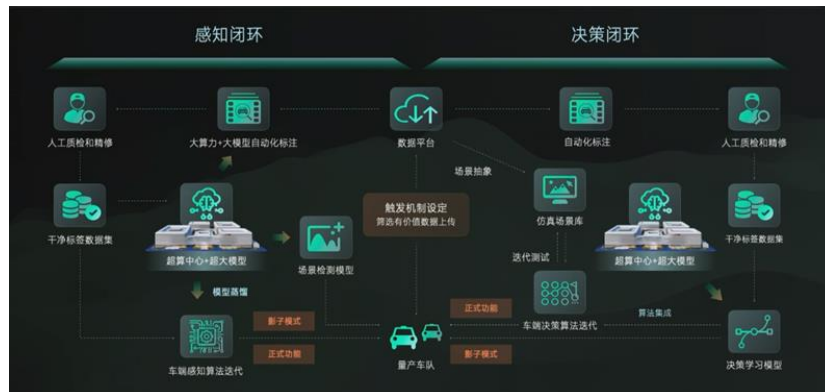 感知闭环
决策闭环
人工质检和精修
大算力+大模型自动化标注
数据平台
自动化标注
人工质检和精修
场景抽象
触发机制设定
筛选有价值数据上传
仿真场景库
干净标签数据集
超算中心+超大模型
场景检测模型
迭代测试
超算中心+超大模型
干净标签数据集
模型蒸馏
影子模式
正式功能
车端决策算法迭代
算法集成
车端感知算法迭代
正式功能
量产车队
影子模式
决策学习模型